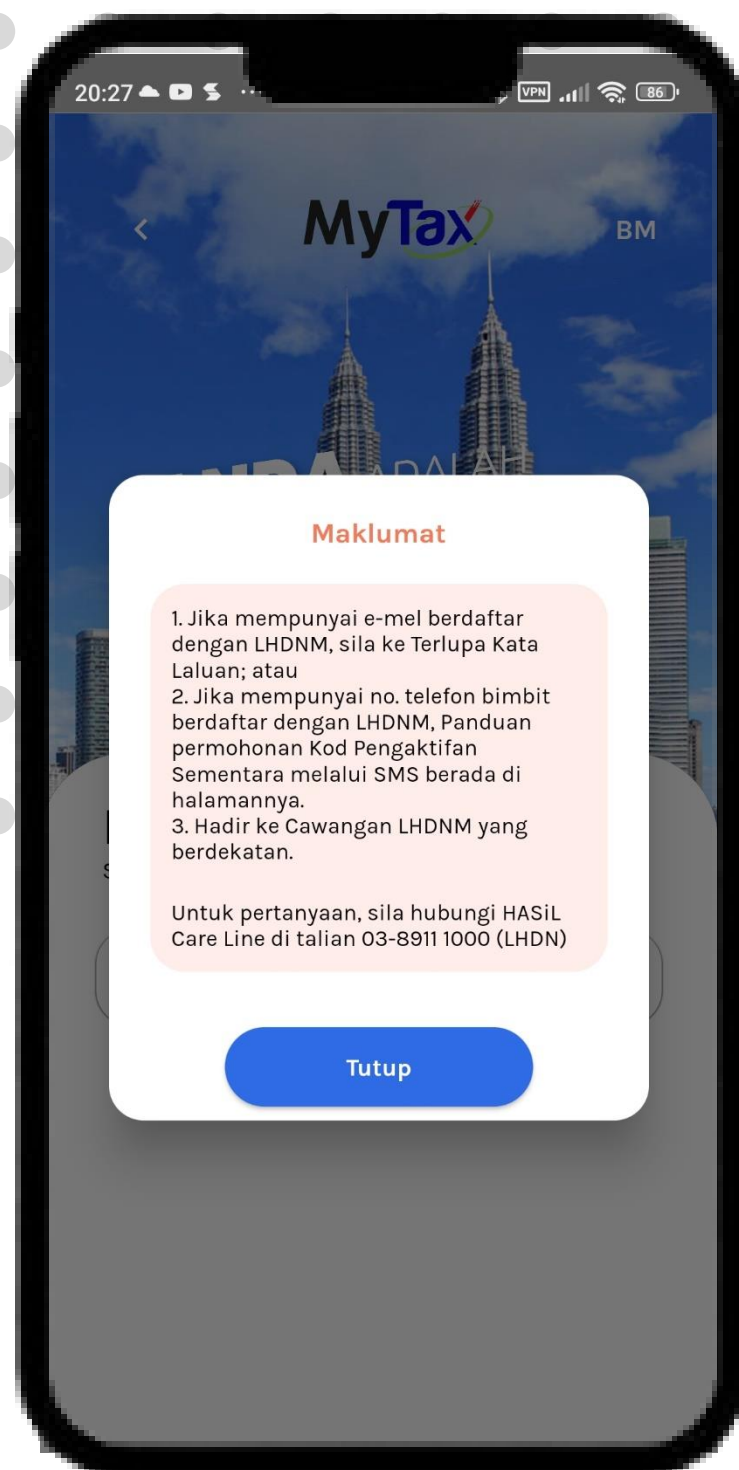 20:27
VPN
86
MyTax
BM
ADALAH
Maklumat
1. Jika mempunyai e-mel berdaftar
dengan LHDNM, sila ke Terlupa Kata
Laluan; atau
2. Jika mempunyai no. telefon bimbit
berdaftar dengan LHDNM, Panduan
permohonan Kod Pengaktifan
Sementara melalui SMS berada di
halamannya.
3. Hadir ke Cawangan LHDNM yang
berdekatan.
Untuk pertanyaan, sila hubungi HASiL
Care Line di talian 03-8911 1000 (LHDN)
Tutup